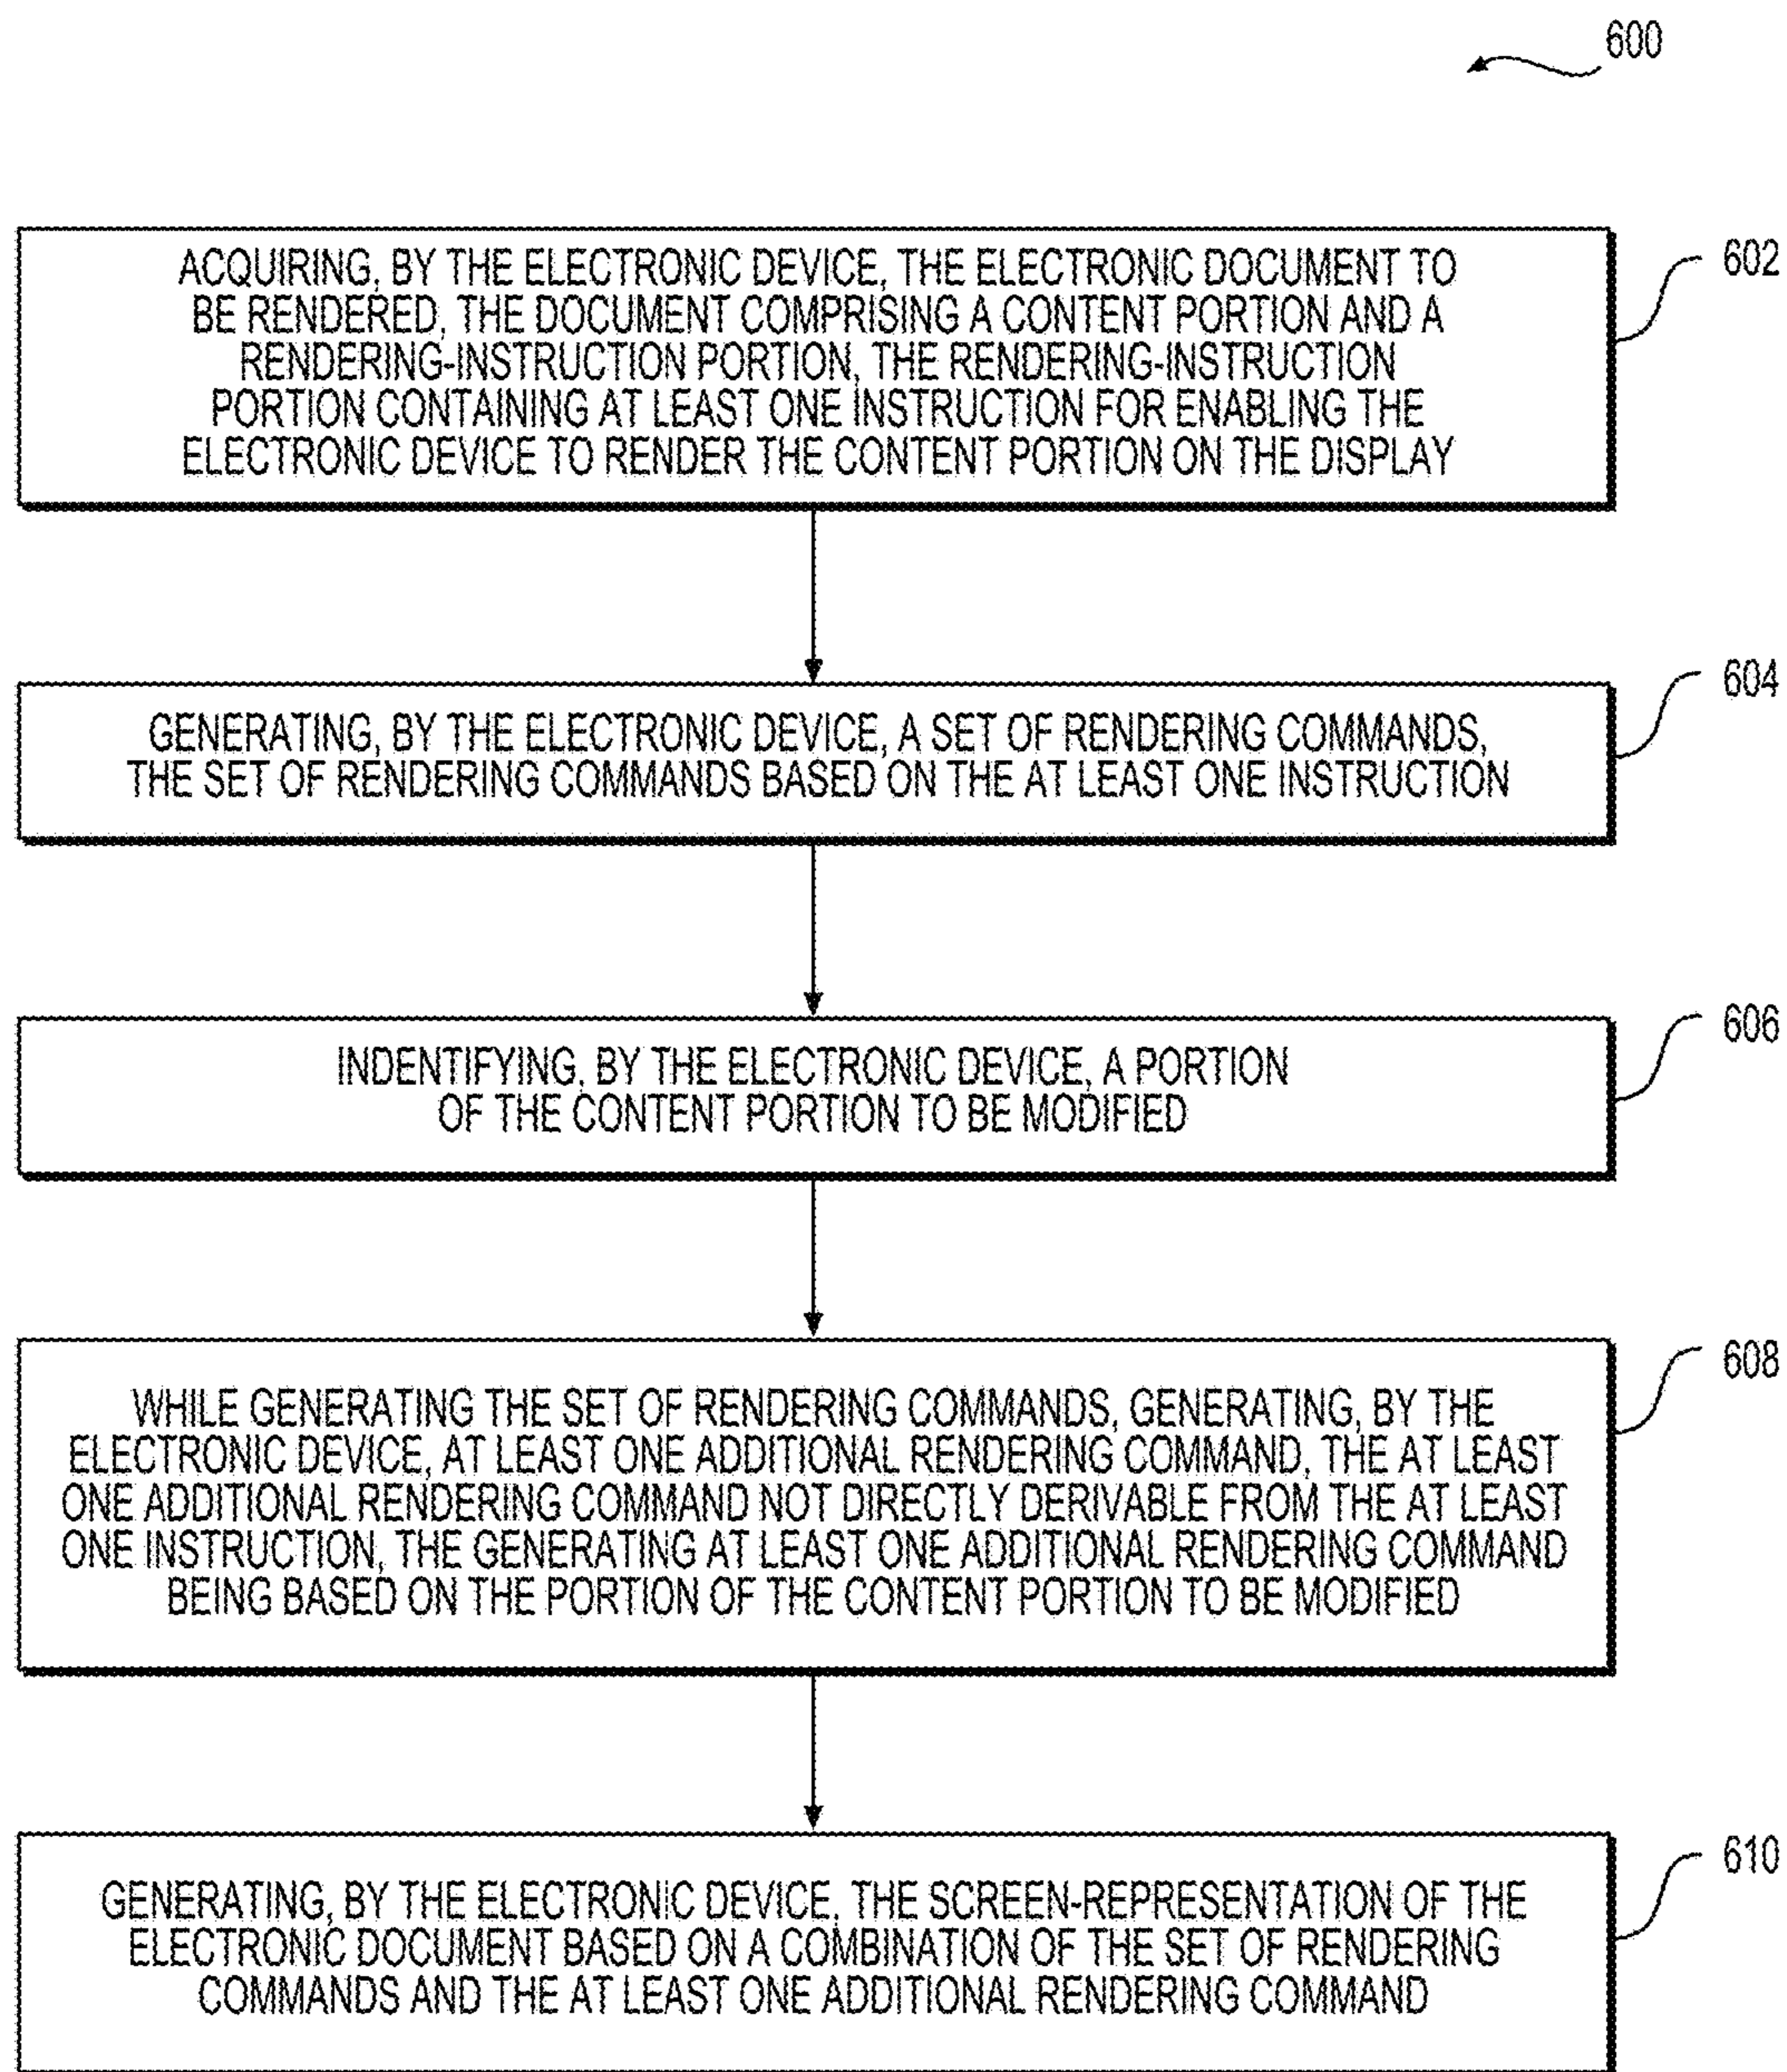 600
ACQUIRING, BY THE ELECTRONIC DEVICE, THE ELECTRONIC DOCUMENT TO
BE RENDERED, THE DOCUMENT COMPRISING A CONTENT PORTION AND A
RENDERING-INSTRUCTION PORTION, THE RENDERING-INSTRUCTION
PORTION CONTAINING AT LEAST ONE INSTRUCTION FOR ENABLING THE
ELECTRONIC DEVICE TO RENDER THE CONTENT PORTION ON THE DISPLAY
602
GENERATING, BY THE ELECTRONIC DEVICE, A SET OF RENDERING COMMANDS,
THE SET OF RENDERING COMMANDS BASED ON THE AT LEAST ONE INSTRUCTION
604
INDENTIFYING, BY THE ELECTRONIC DEVICE, A PORTION
OF THE CONTENT PORTION TO BE MODIFIED
606
WHILE GENERATING THE SET OF RENDERING COMMANDS, GENERATING, BY THE
ELECTRONIC DEVICE, AT LEAST ONE ADDITIONAL RENDERING COMMAND, THE AT LEAST
ONE ADDITIONAL RENDERING COMMAND NOT DIRECTLY DERIVABLE FROM THE AT LEAST
ONE INSTRUCTION, THE GENERATING AT LEAST ONE ADDITIONAL RENDERING COMMAND
BEING BASED ON THE PORTION OF THE CONTENT PORTION TO BE MODIFIED
608
GENERATING, BY THE ELECTRONIC DEVICE, THE SCREEN-REPRESENTATION OF THE
ELECTRONIC DOCUMENT BASED ON A COMBINATION OF THE SET OF RENDERING
COMMANDS AND THE AT LEAST ONE ADDITIONAL RENDERING COMMAND
610